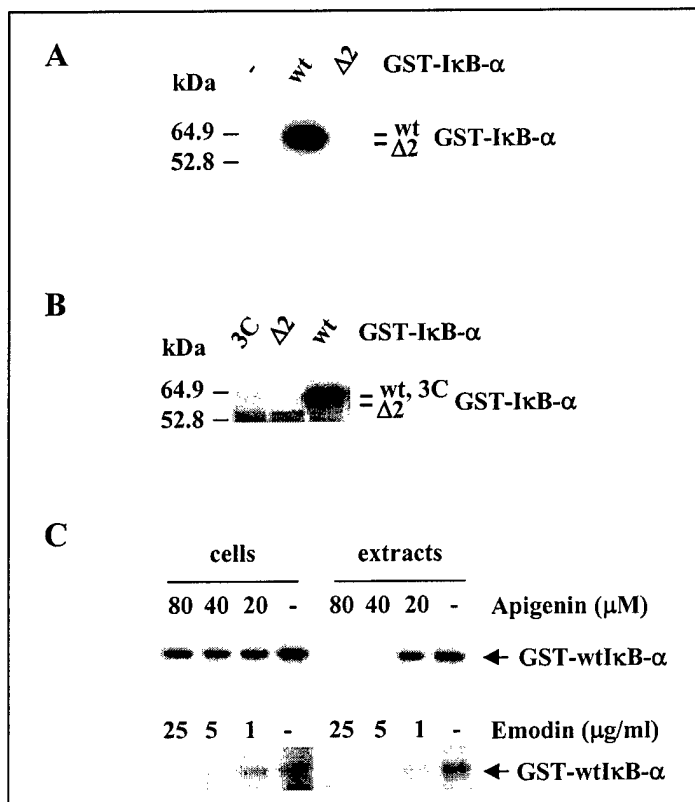 A
- wt Δ2 GST-IκB-α
kDa
64.9 –
52.8 –
= wt
Δ2 GST-IκB-α
B
3C Δ2 wt GST-IκB-α
kDa
64.9 –
52.8 –
= wt, 3C
Δ2 GST-IκB-α
C
cells extracts
80 40 20 - 80 40 20 - Apigenin (μM)
← GST-wtIκB-α
25 5 1 - 25 5 1 - Emodin (μg/ml)
← GST-wtIκB-α